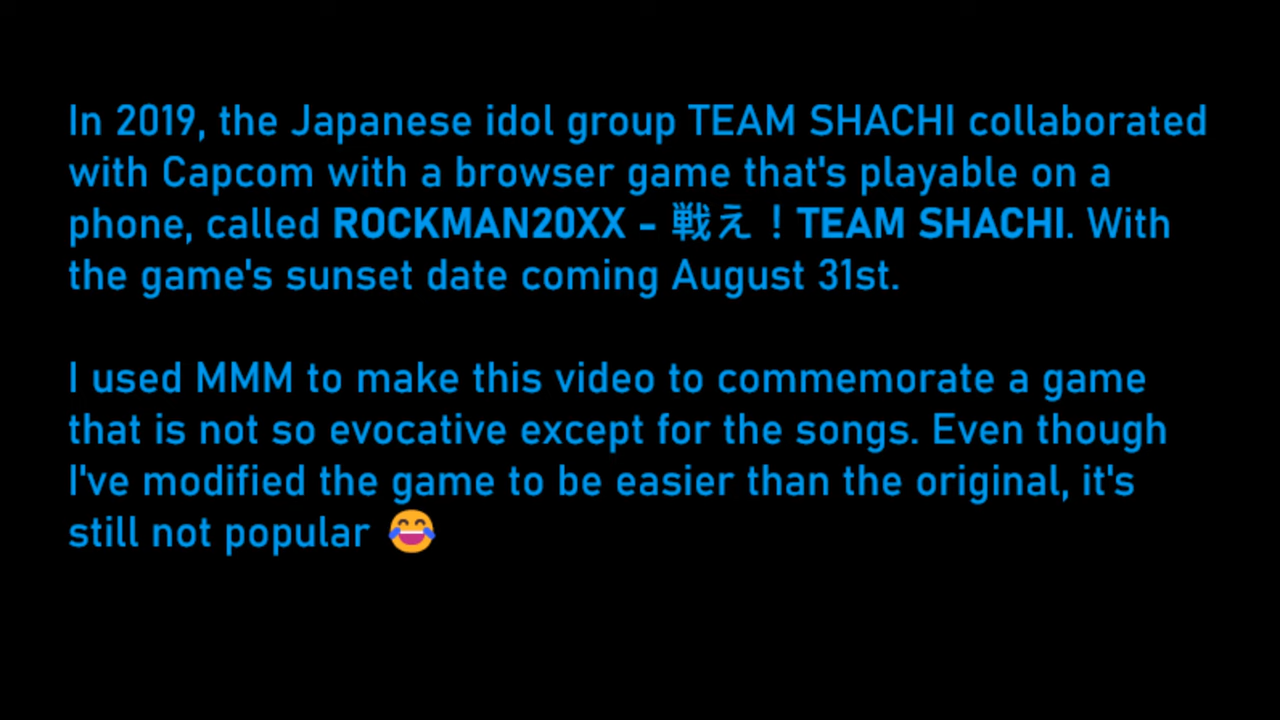 In 2019, the Japanese idol group TEAM SHACHI collaborated
with Capcom with a browser game that's playable on a
phone, called ROCKMAN20XX - 戦え！TEAM SHACHI. With
the game's sunset date coming August 31st.
I used MMM to make this video to commemorate a game
that is not so evocative except for the songs. Even though
I've modified the game to be easier than the original, it's
still not popular 😂